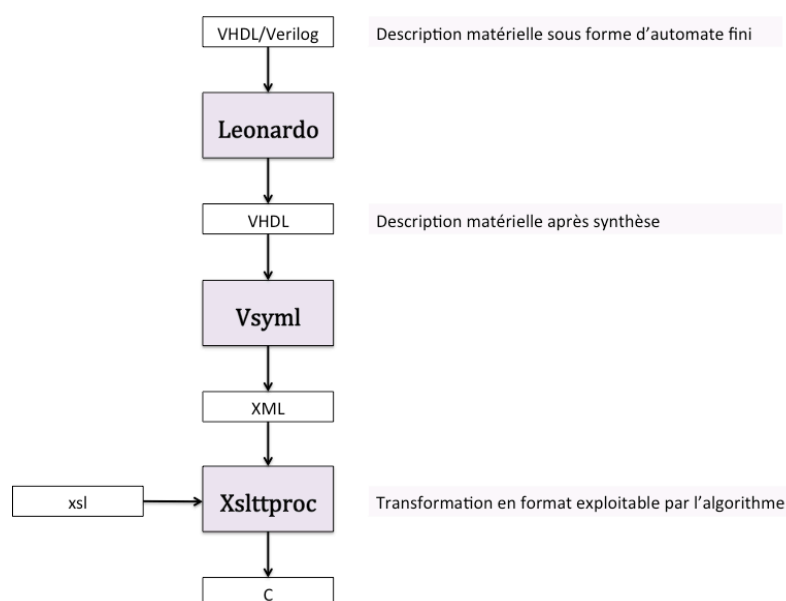 VHDL/Verilog
Description matérielle sous forme d'automate fini
Leonardo
VHDL
Description matérielle après synthèse
Vsyml
XML
xsl
Xslttproc
Transformation en format exploitable par l'algorithme
C